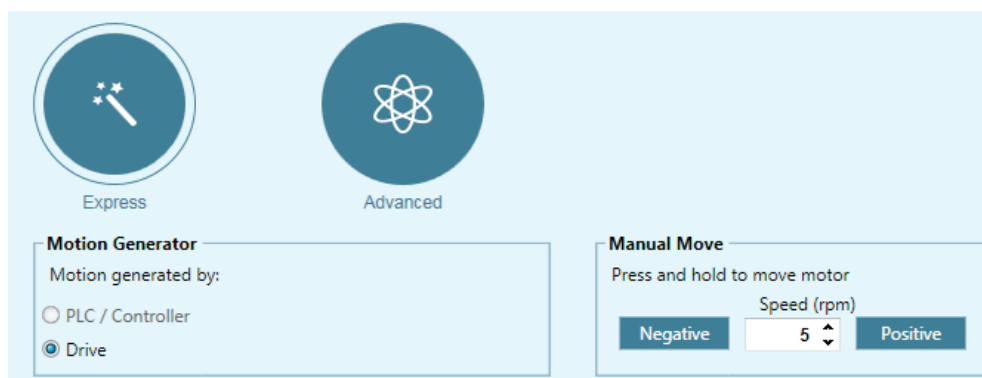 Express
Advanced
Motion Generator
Motion generated by:
PLC / Controller
Drive
Manual Move
Press and hold to move motor
Speed (rpm)
Negative 5 Positive